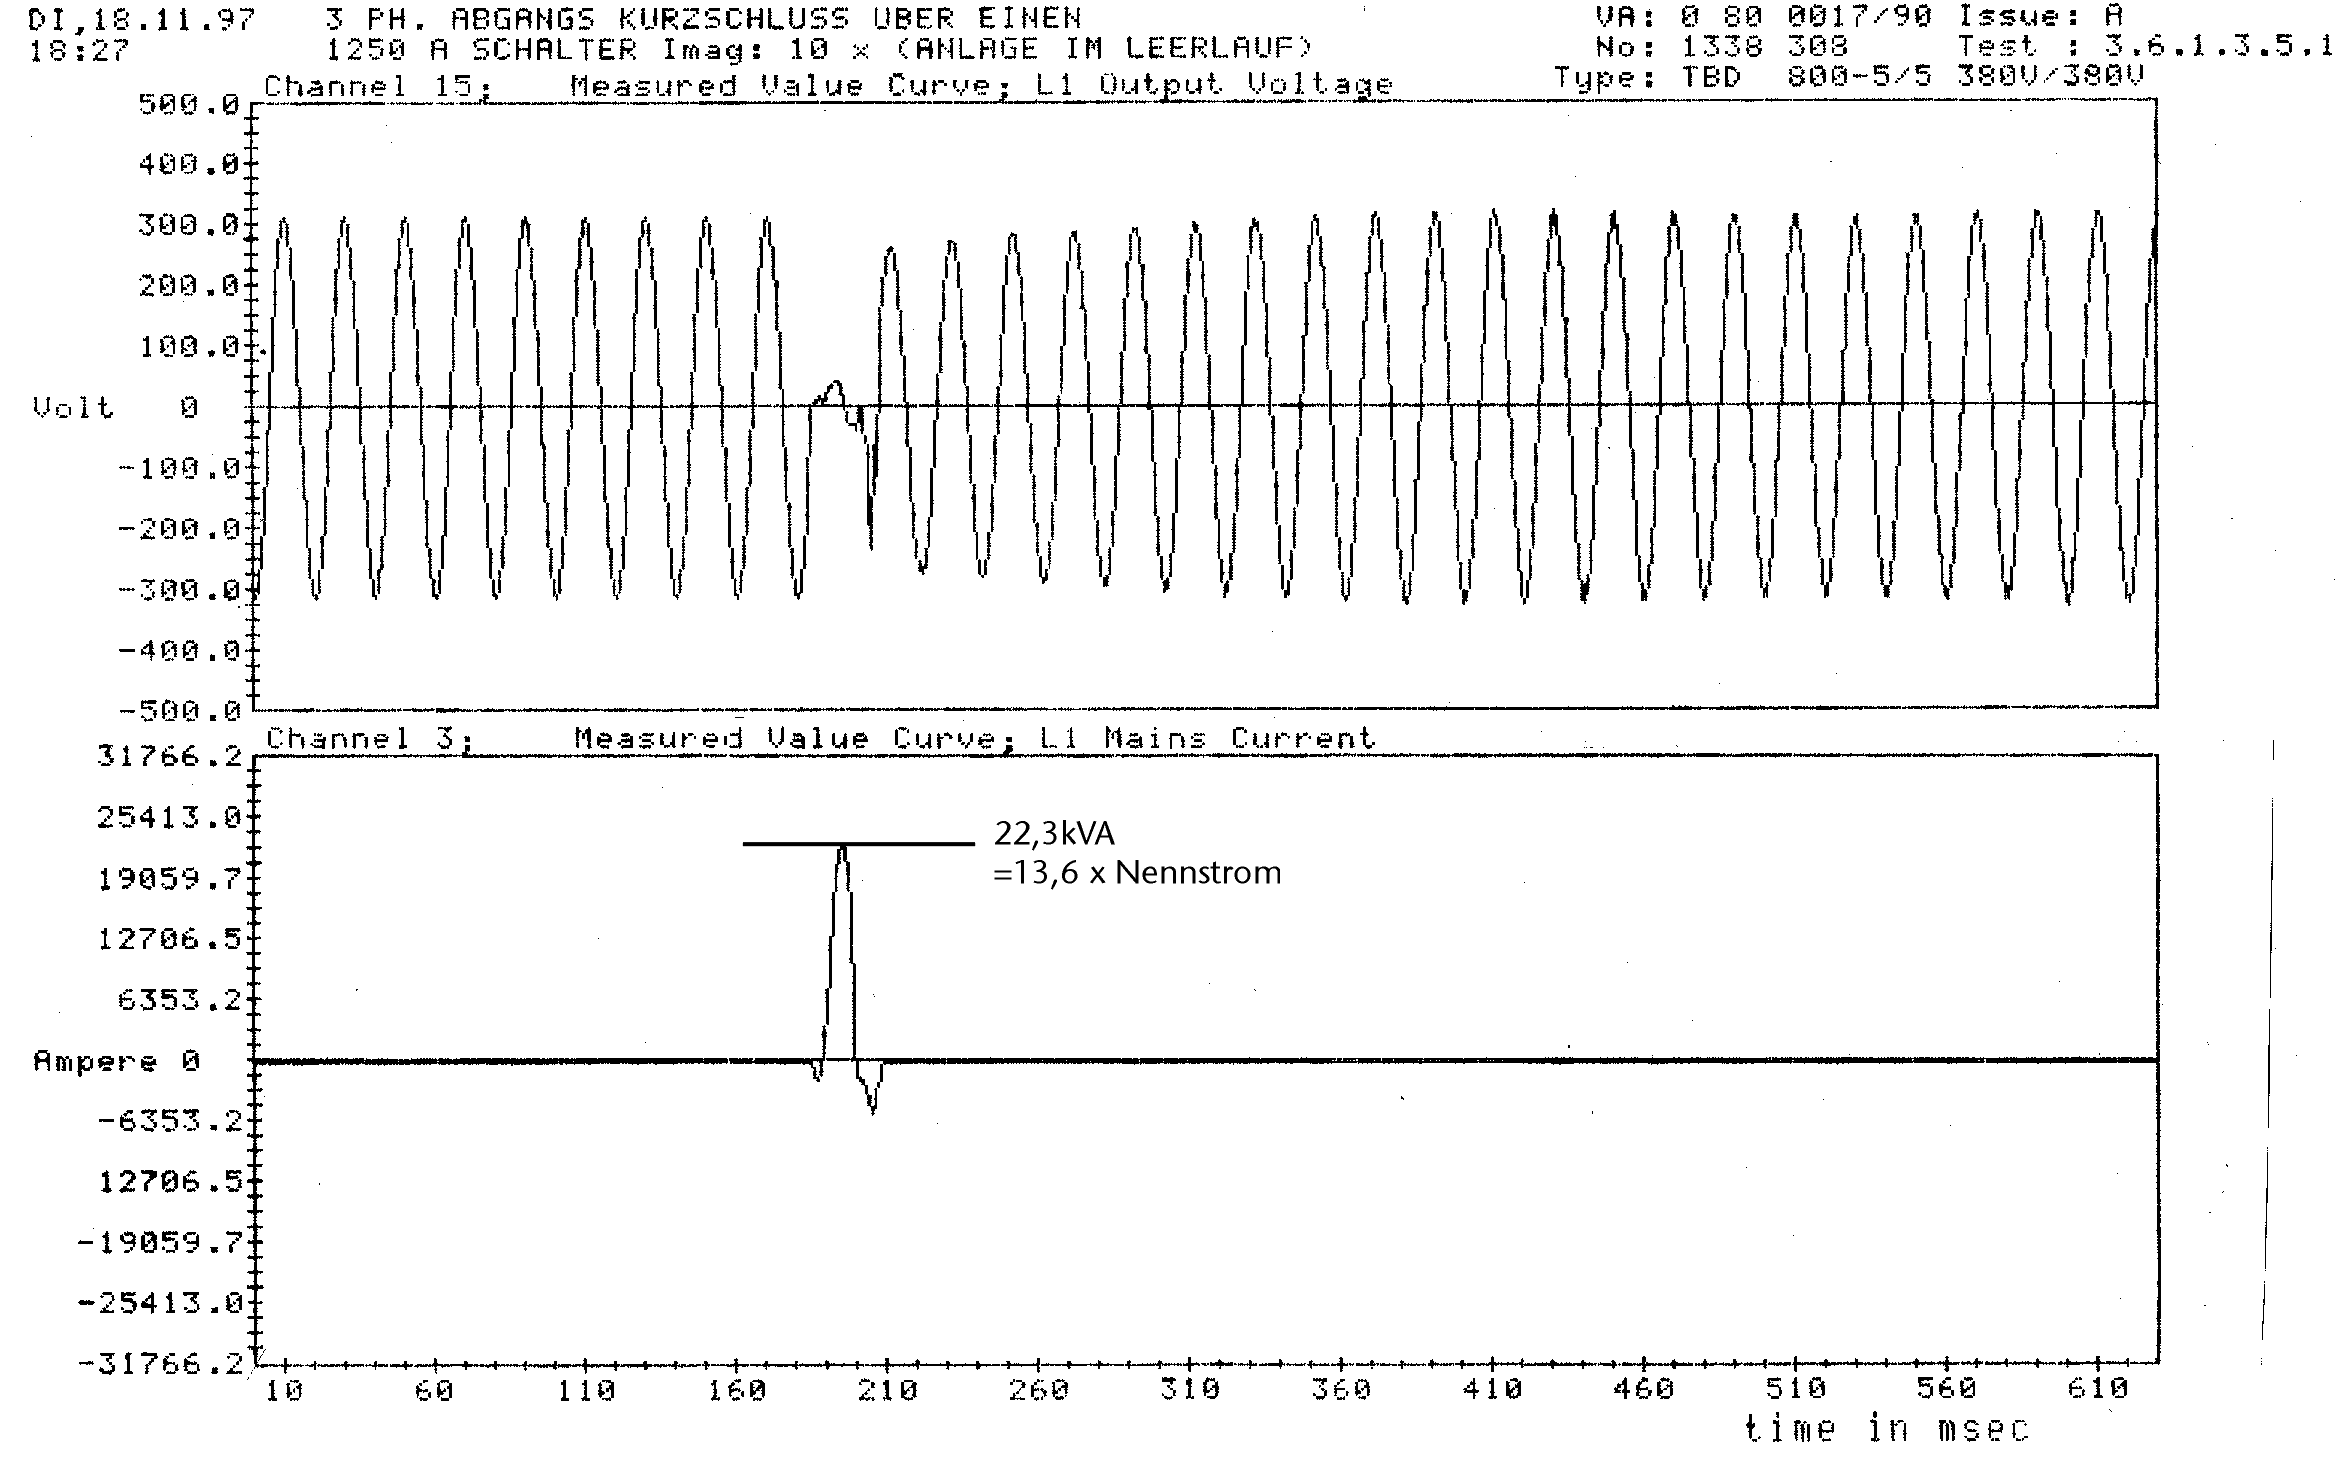 DI,18.11.97 3 PH. ABGANGS KURZSCHLUSS UBER EINEN VA: 0 80 0017/90 Issue: A
18:27 1250 A SCHALTER Imag: 10 x (ANLAGE IM LEERLAUF) No: 1338 308 Test : 3.6.1.3.5.1
Channel 15; Measured Value Curve; L1 Output Voltage Type: TBD 800-5/5 380V/380V
500.0
400.0
300.0
200.0
100.0
Volt 0
-100.0
-200.0
-300.0
-400.0
-500.0
Channel 3; Measured Value Curve; L1 Mains Current
31766.2
25413.0
22,3kVA
=13,6 x Nennstrom
19059.7
12706.5
6353.2
Ampere 0
-6353.2
12706.5
-19059.7
-25413.0
-31766.2
10 60 110 160 210 260 310 360 410 460 510 560 610
time in msec